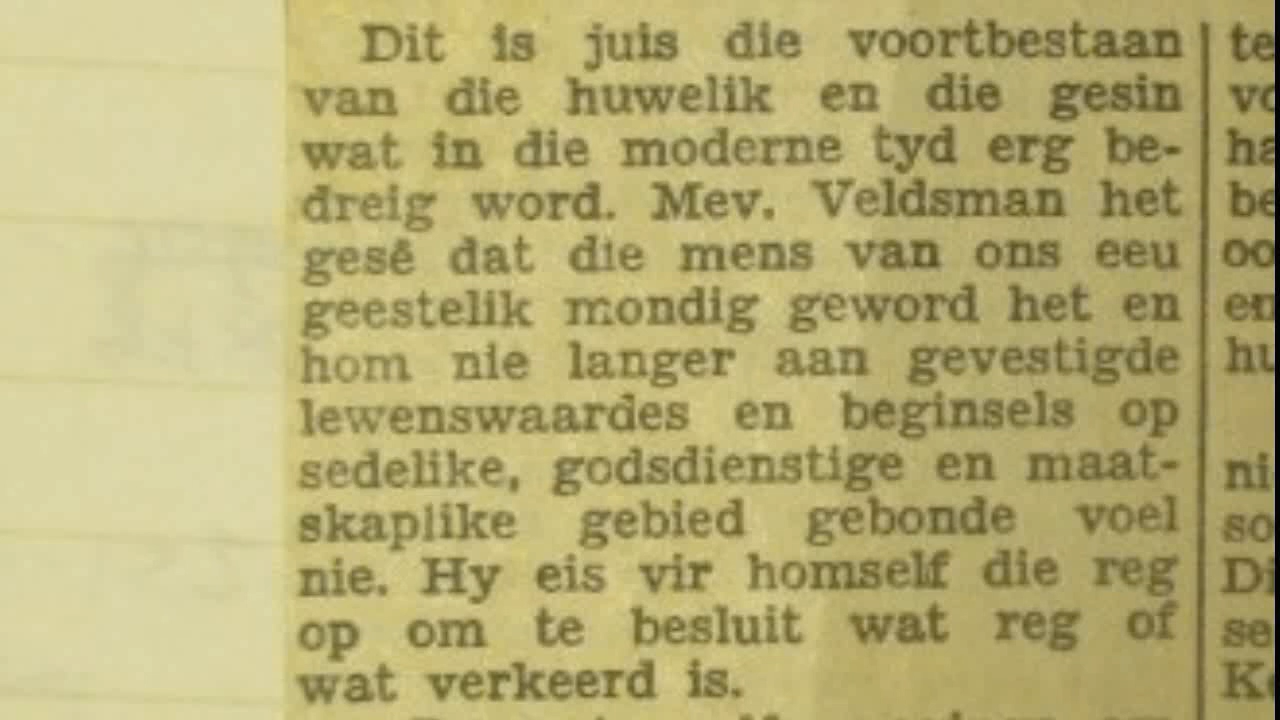 Dit is juis die voortbestaan
van die huwelik en die gesin
wat in die moderne tyd erg be-
dreig word. Mev. Veldsman het
gesê dat die mens van ons eeu
geestelik mondig geword het en
hom nie langer aan gevestigde
lewenswaardes en beginsels op
sedelike, godsdienstige en maat-
skaplike gebied gebonde voel
nie. Hy eis vir homself die reg
op om te besluit wat reg of
wat verkeerd is.